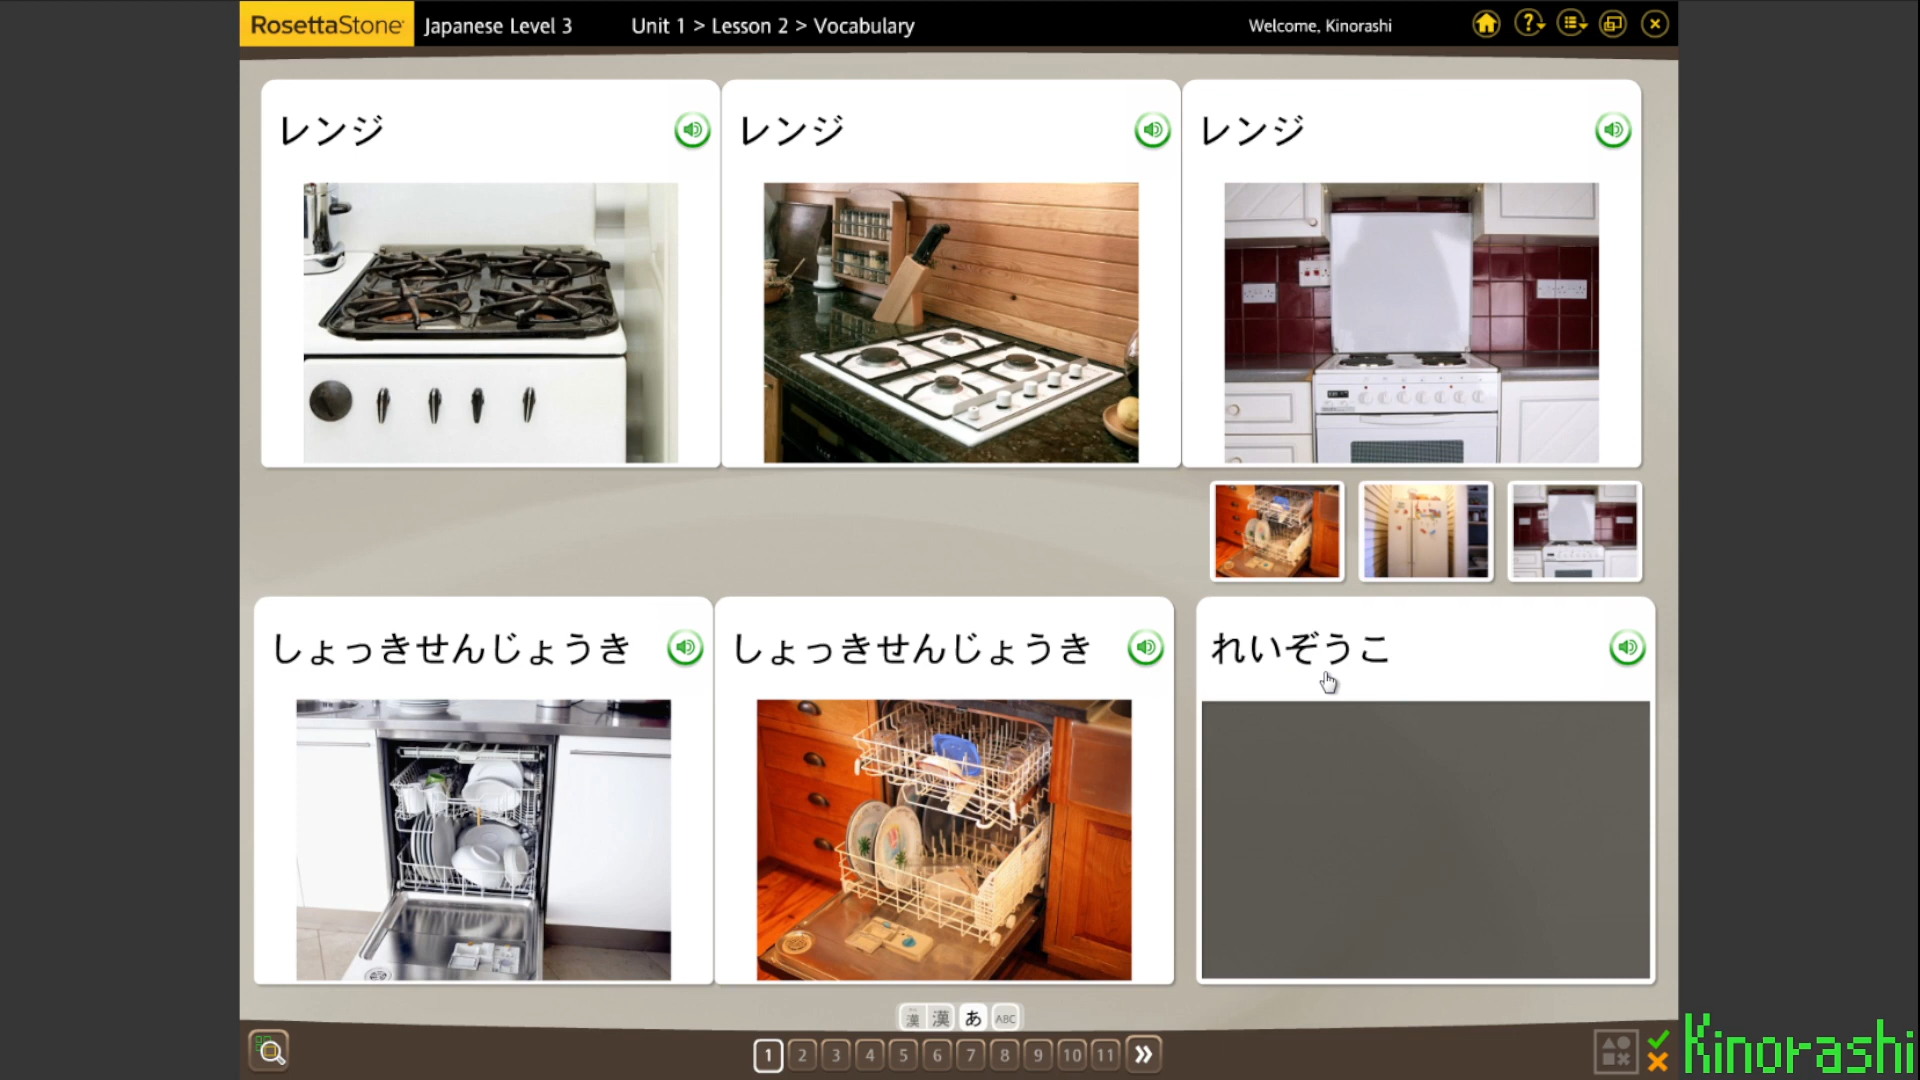 RosettaStone
Japanese Level 3
Unit 1 > Lesson 2 > Vocabulary
Welcome, Kinorashi
レンジ
レンジ
レンジ
しょっきせんじょうき
しょっきせんじょうき
れいぞうこ
漢 漢 あ ABC
1 2 3 4 5 6 7 8 9 10 11
Kinorashi